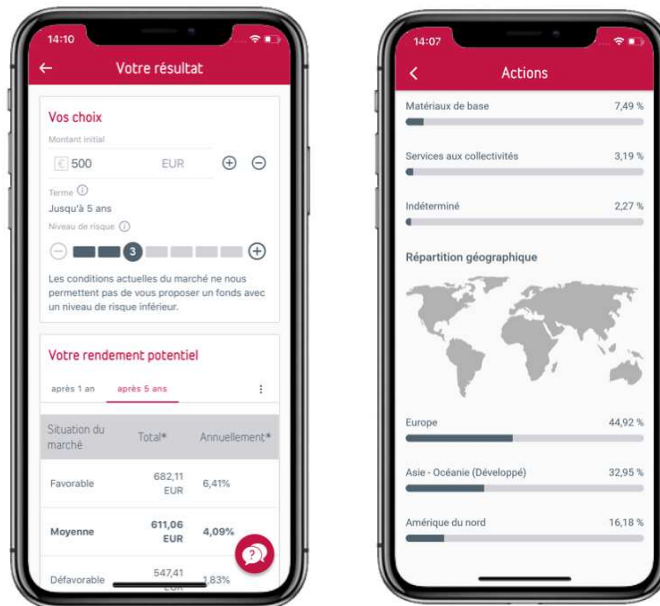 14:10
Votre résultat
Vos choix
Montant initial
€ 500 EUR
Terme
Jusqu'à 5 ans
Niveau de risque
3
Les conditions actuelles du marché ne nous
permettent pas de vous proposer un fonds avec
un niveau de risque inférieur.
Votre rendement potentiel
après 1 an après 5 ans
Situation du
marché
Total* Annuellement*
Favorable 682,11
EUR 6,41%
Moyenne 611,06
EUR 4,09%
Défavorable 547,41
EUR 1,83%
14:07
Actions
Matériaux de base 7,49 %
Services aux collectivités 3,19 %
Indéterminé 2,27 %
Répartition géographique
Europe 44,92 %
Asie - Océanie (Développé) 32,95 %
Amérique du nord 16,18 %